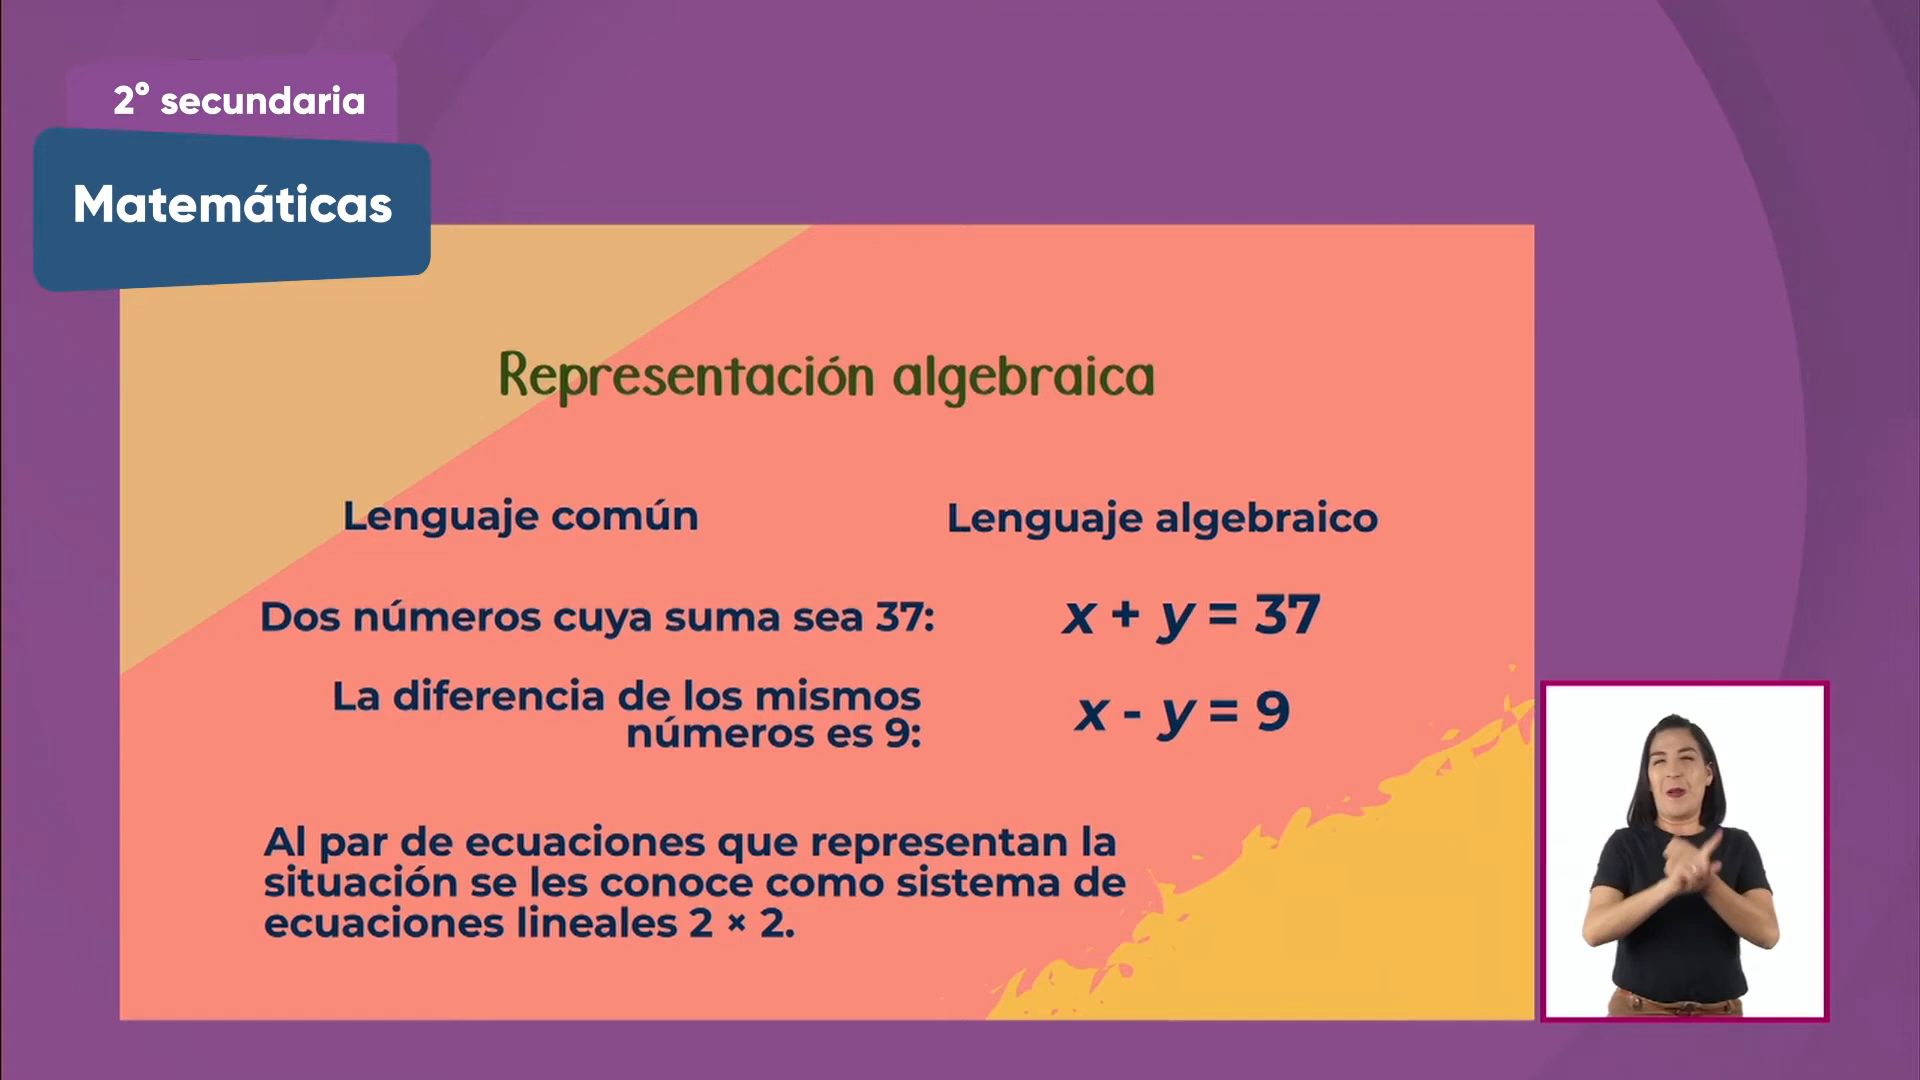 2° secundaria
Matemáticas
Representación algebraica
Lenguaje común
Lenguaje algebraico
Dos números cuya suma sea 37:
x + y = 37
La diferencia de los mismos
números es 9:
x - y = 9
Al par de ecuaciones que representan la
situación se les conoce como sistema de
ecuaciones lineales 2 × 2.